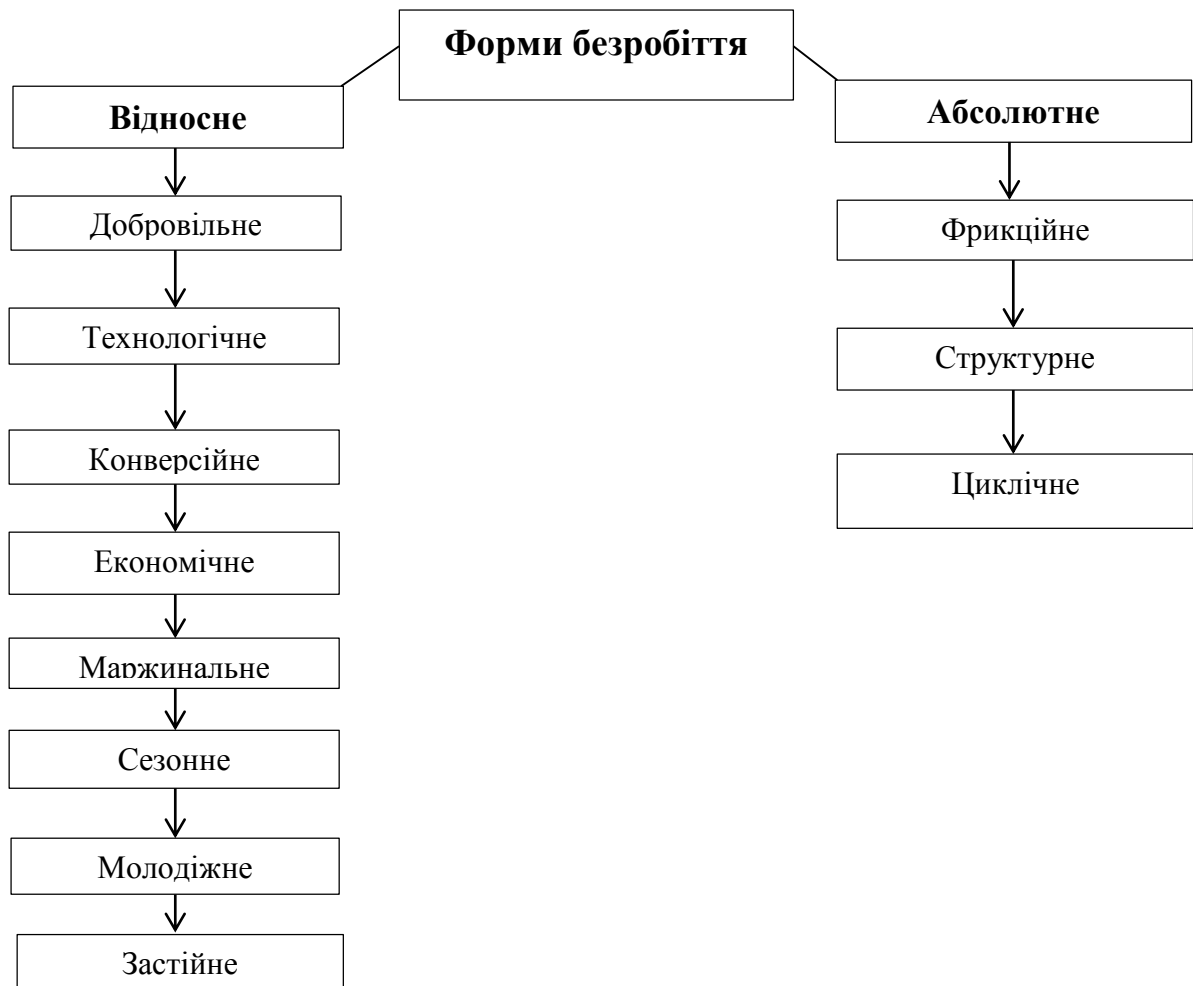 Форми безробіття
Відносне
Добровільне
Технологічне
Конверсійне
Економічне
Маржинальне
Сезонне
Молодіжне
Застійне
Абсолютне
Фрикційне
Структурне
Циклічне